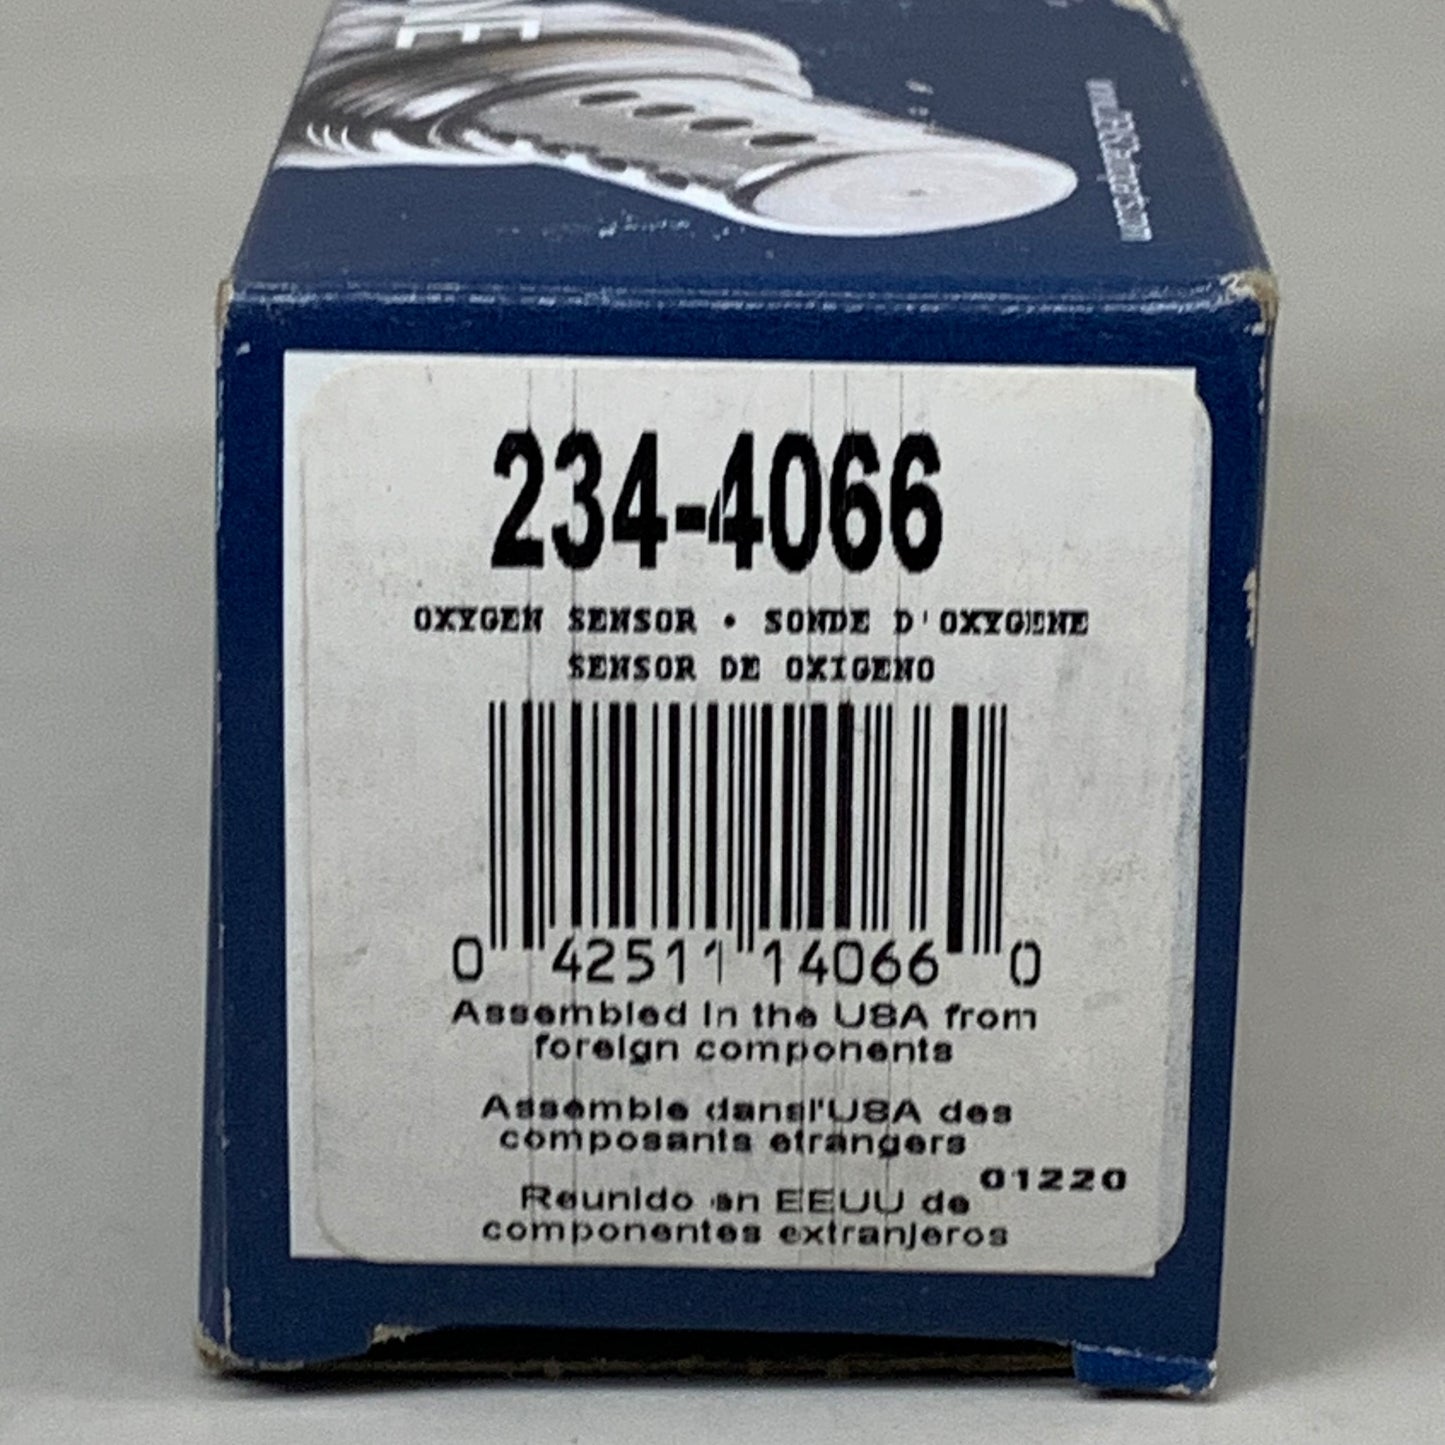 NE
234-4066
OXYGEN SENSOR • SONDE D'OXYGENE
SENSOR DE OXIGENO
0 42511 14066 0
Assembled in the USA from
foreign components
Assemble dansl'USA des
composants etrangers
01220
Reunido en EEUU de
componentes extranjeros